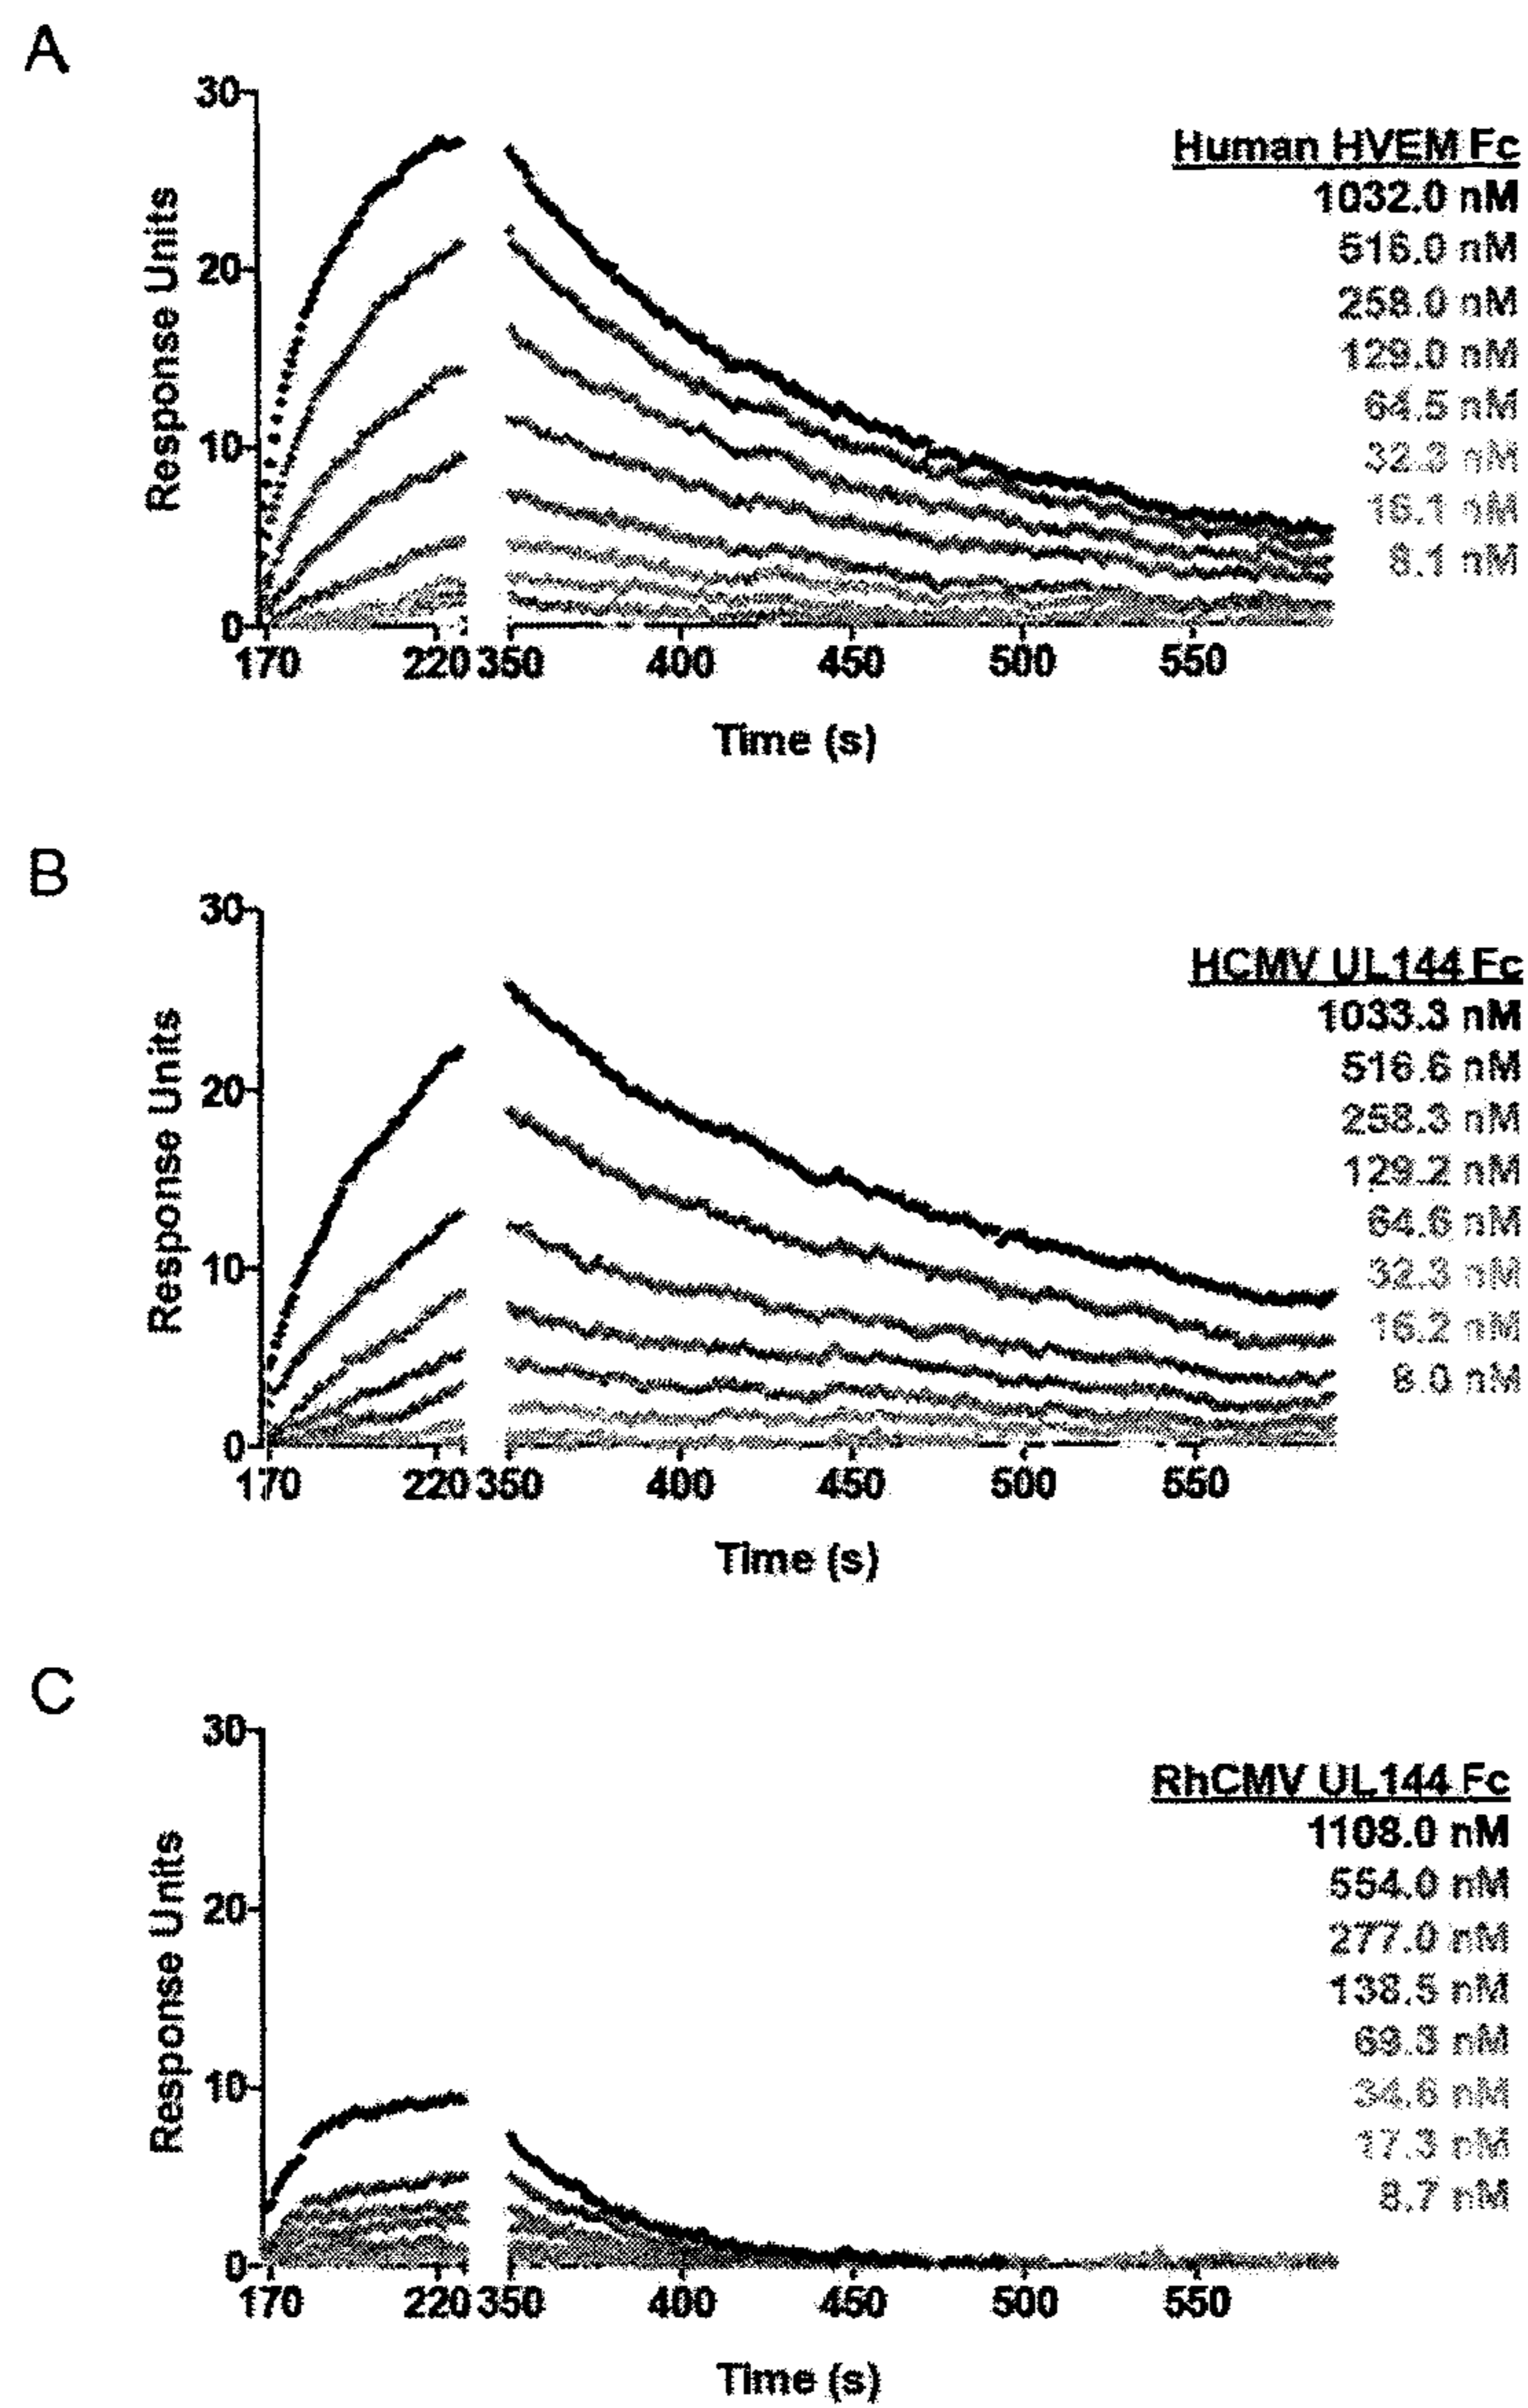 A
30
20
10
0
Response Units
170 220 350 400 450 500 550
Time (s)
Human HVEM Fc
1032.0 nM
516.0 nM
258.0 nM
129.0 nM
64.5 nM
32.3 nM
16.1 nM
8.1 nM
B
30
20
10
0
Response Units
170 220 350 400 450 500 550
Time (s)
HCMV UL144 Fc
1033.3 nM
516.6 nM
258.3 nM
129.2 nM
64.6 nM
32.3 nM
16.2 nM
8.0 nM
C
30
20
10
0
Response Units
170 220 350 400 450 500 550
Time (s)
RhCMV UL144 Fc
1108.0 nM
554.0 nM
277.0 nM
138.5 nM
69.3 nM
34.6 nM
17.3 nM
8.7 nM